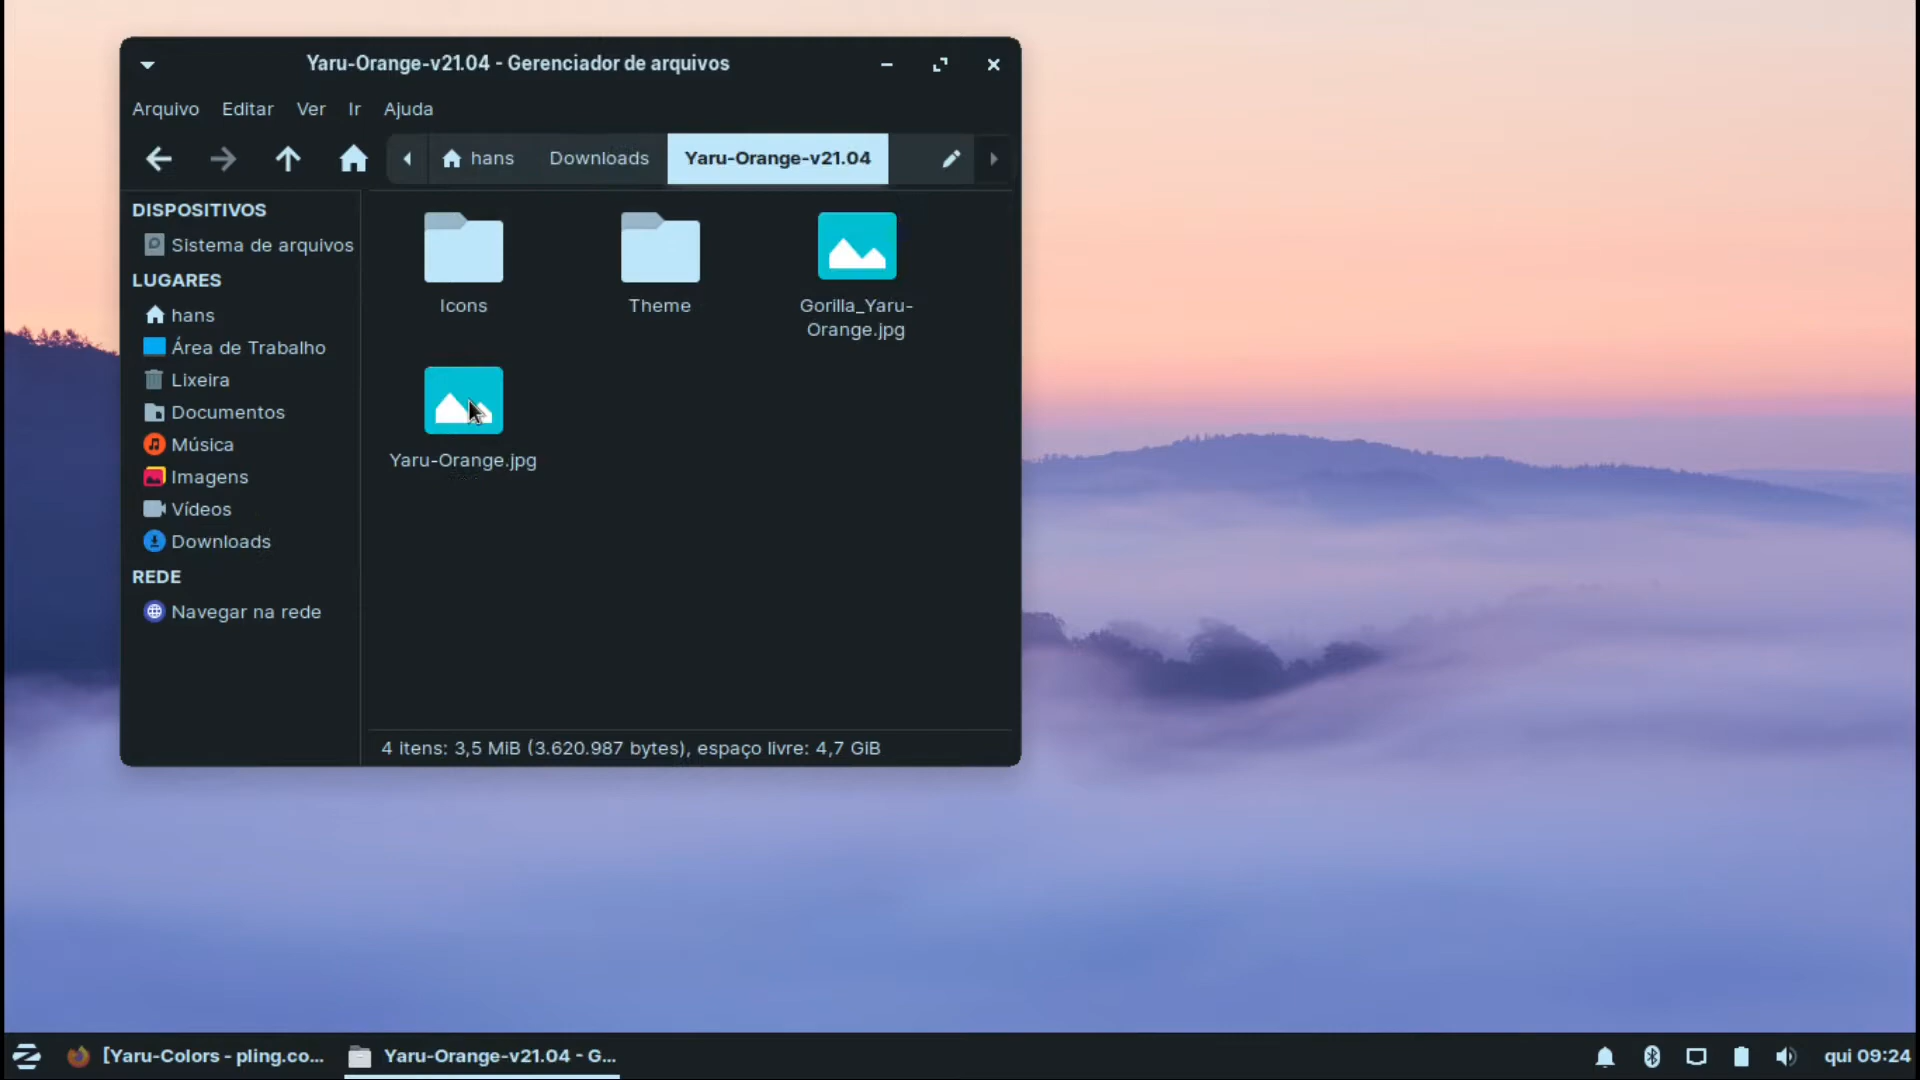 Yaru-Orange-v21.04 - Gerenciador de arquivos
Arquivo Editar Ver Ir Ajuda
hans Downloads Yaru-Orange-v21.04
DISPOSITIVOS
Sistema de arquivos
LUGARES
hans
Área de Trabalho
Lixeira
Documentos
Música
Imagens
Vídeos
Downloads
REDE
Navegar na rede
Icons
Theme
Gorilla_Yaru-
Orange.jpg
Yaru-Orange.jpg
4 itens: 3,5 MiB (3.620.987 bytes), espaço livre: 4,7 GiB
[Yaru-Colors - pling.co...
Yaru-Orange-v21.04 - G...
qui 09:24